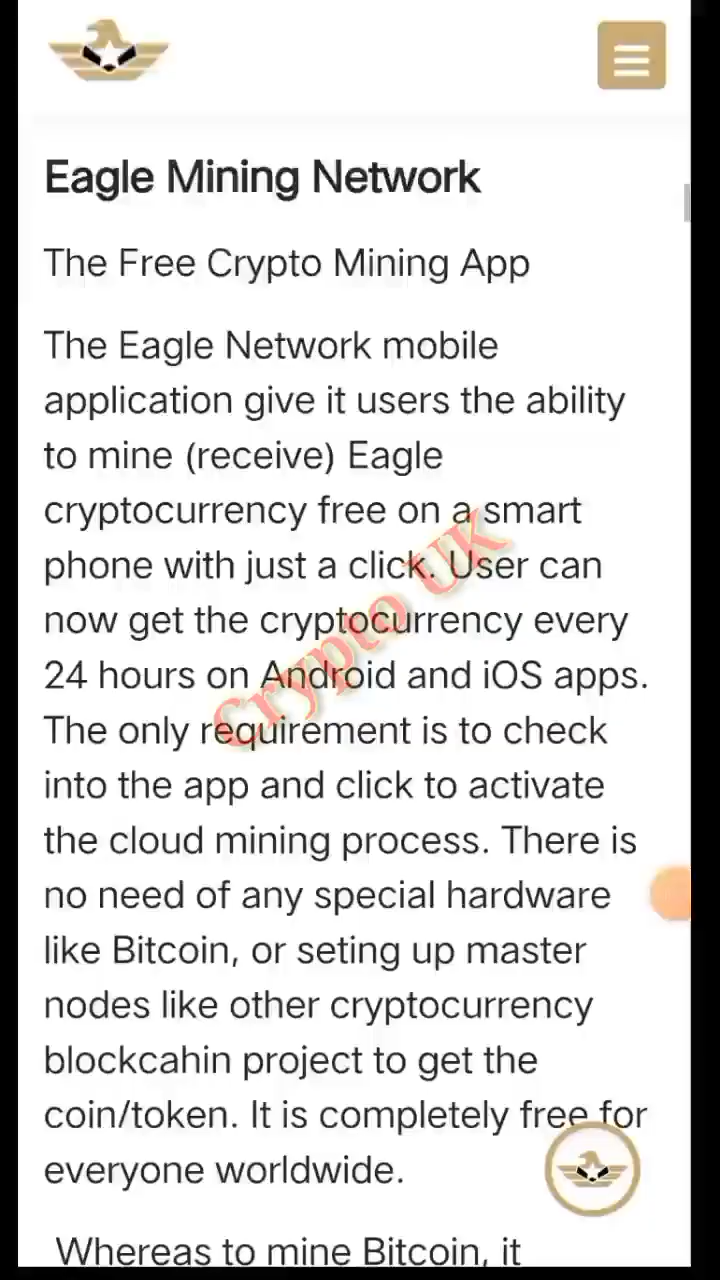 Eagle Mining Network
The Free Crypto Mining App
The Eagle Network mobile
application give it users the ability
to mine (receive) Eagle
cryptocurrency free on a smart
phone with just a click. User can
now get the cryptocurrency every
24 hours on Android and iOS apps.
The only requirement is to check
into the app and click to activate
the cloud mining process. There is
no need of any special hardware
like Bitcoin, or seting up master
nodes like other cryptocurrency
blockcahin project to get the
coin/token. It is completely free for
everyone worldwide.
Whereas to mine Bitcoin, it
Crypto UK